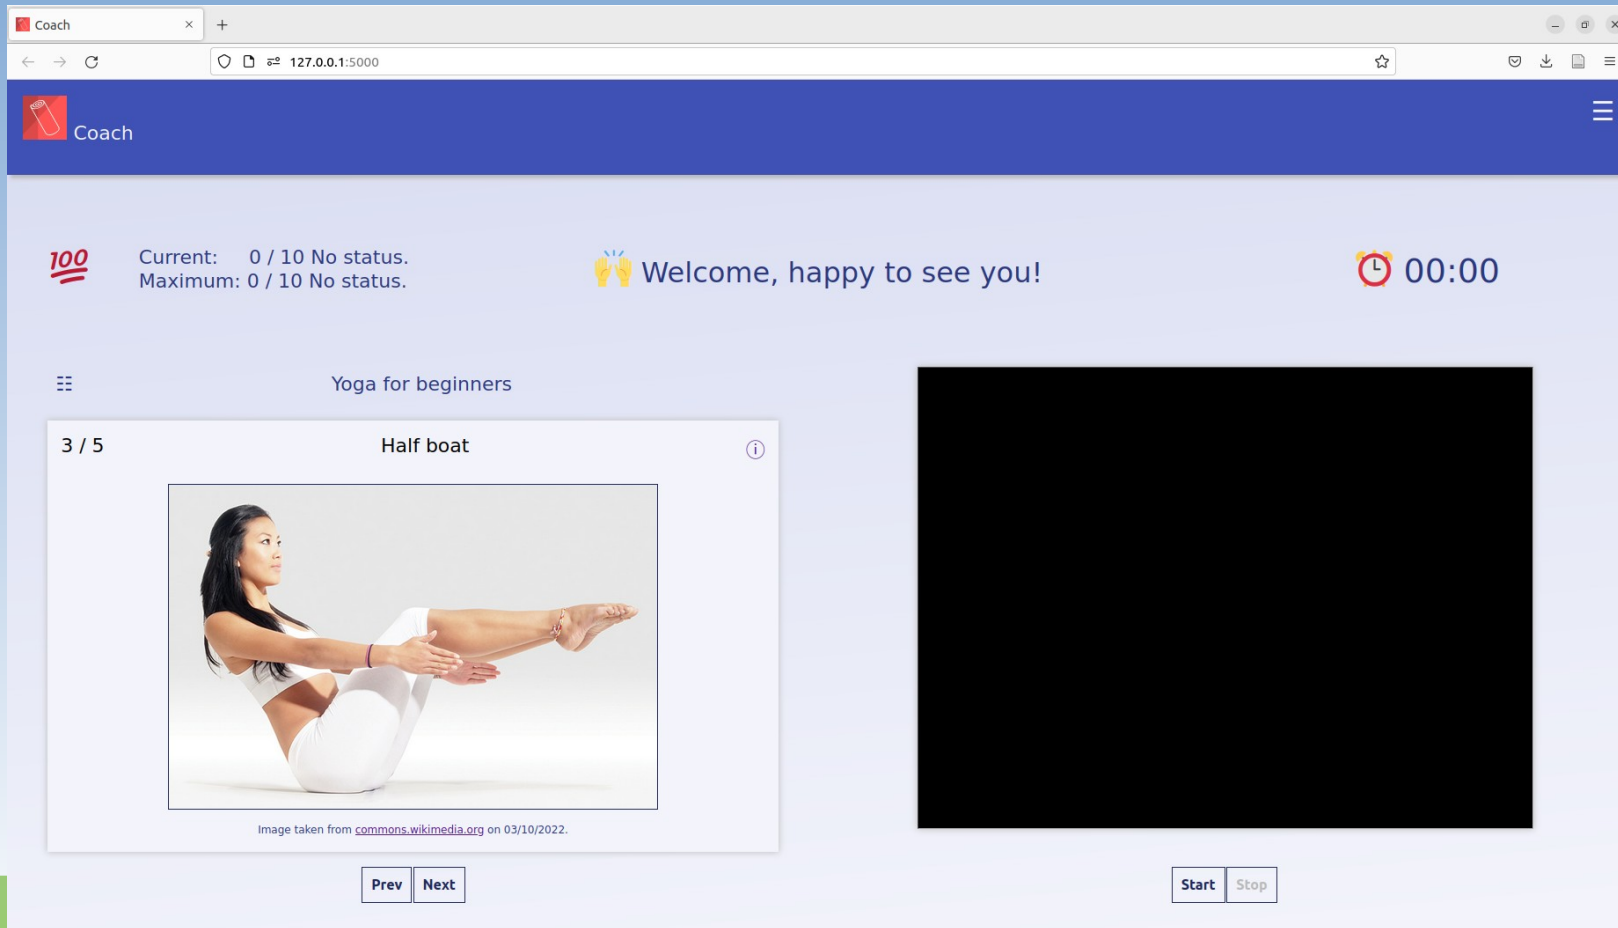 Coach
127.0.0.1:5000
Coach
100
Current: 0 / 10 No status.
Maximum: 0 / 10 No status.
Welcome, happy to see you!
00:00
Yoga for beginners
3 / 5
Half boat
Image taken from commons.wikimedia.org on 03/10/2022.
Prev
Next
Start
Stop